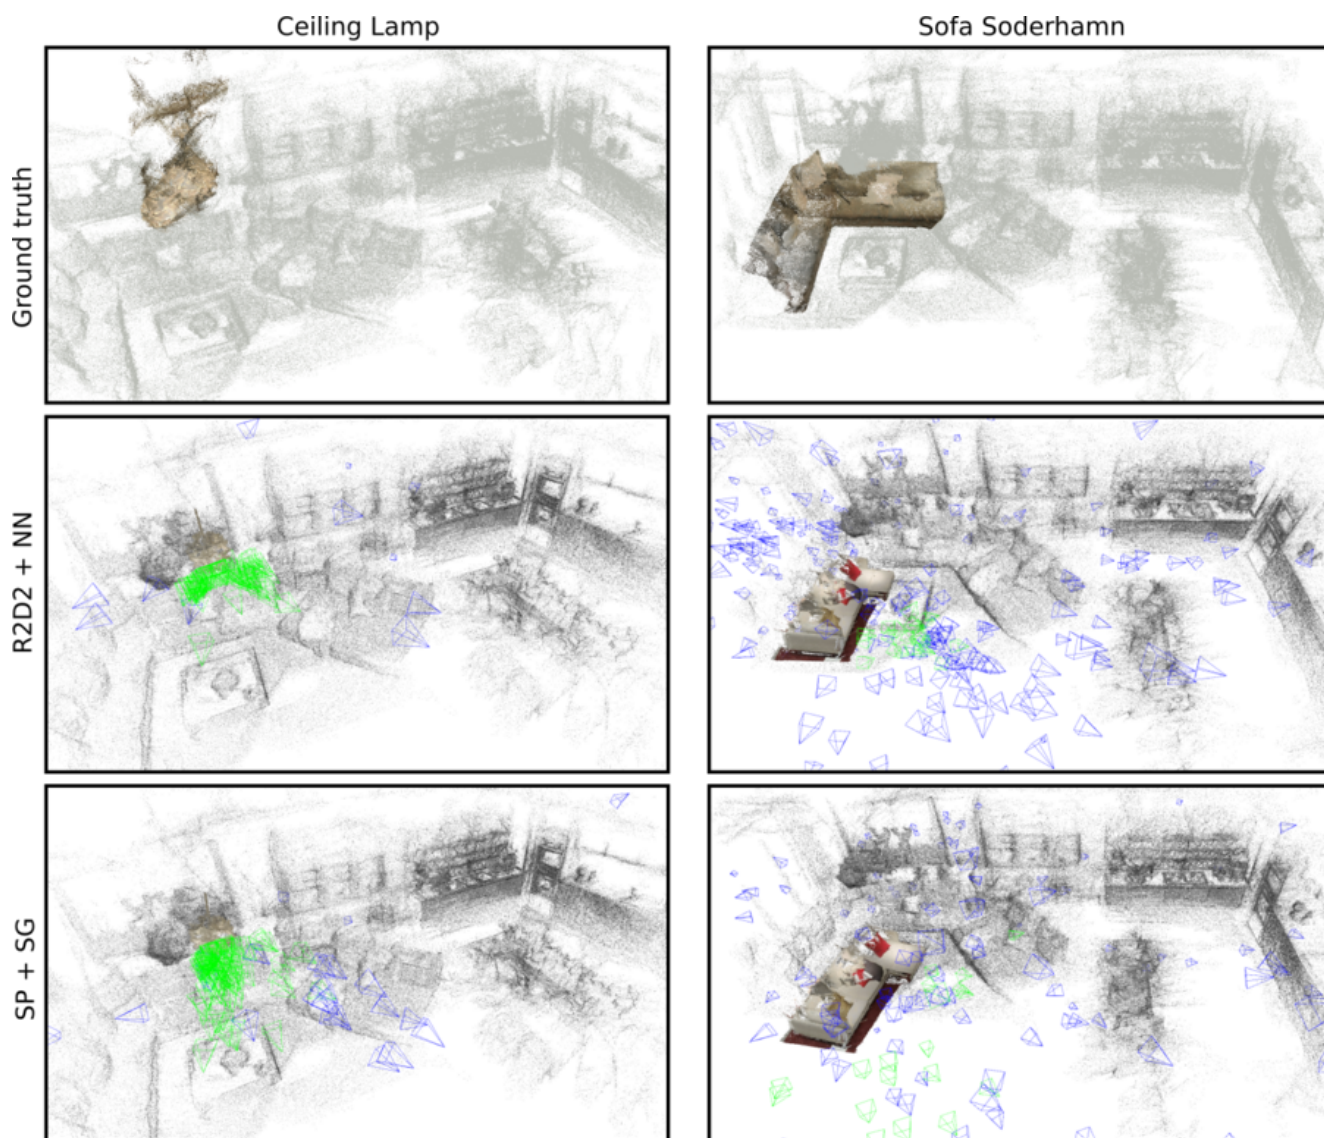 Ceiling Lamp
Sofa Soderhamn
Ground truth
R2D2 + NN
SP + SG